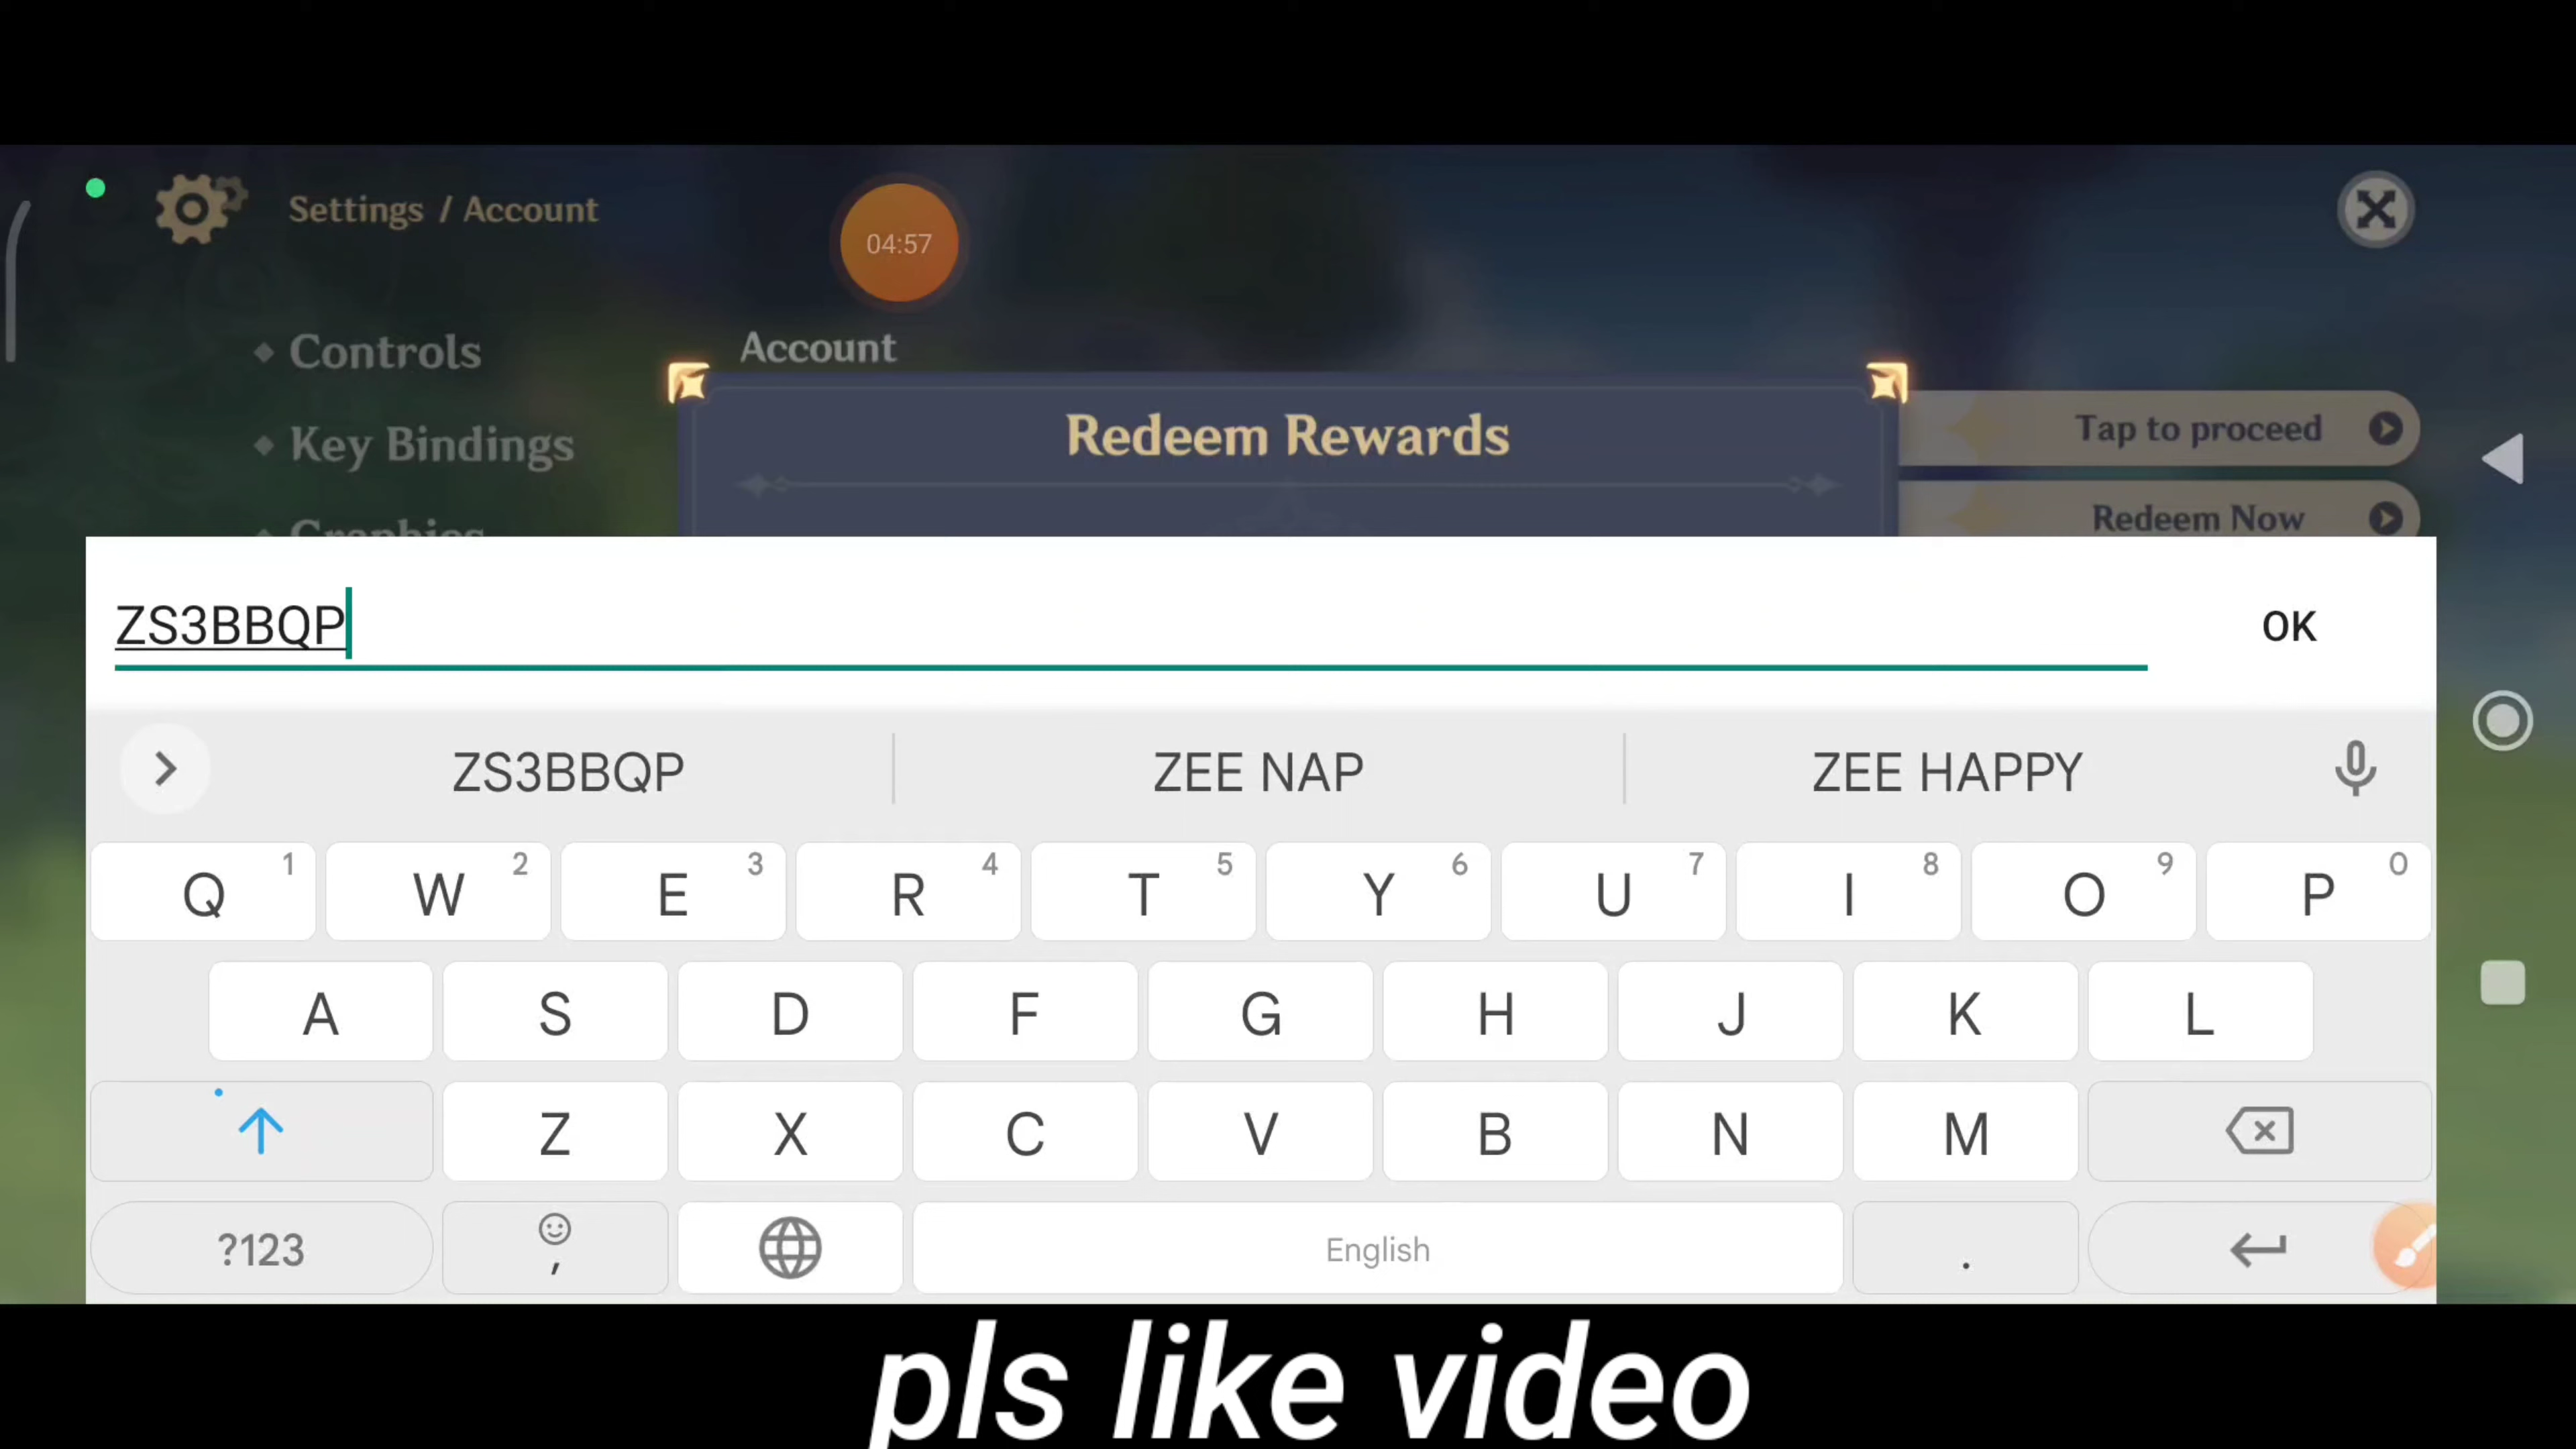 Settings / Account
04:57
Controls
Account
Key Bindings
Redeem Rewards
Tap to proceed
Graphics
Redeem Now
ZS3BBQP
OK
ZS3BBQP ZEE NAP ZEE HAPPY
Q 1 W 2 E 3 R 4 T 5 Y 6 U 7 I 8 O 9 P 0
A S D F G H J K L
Z X C V B N M
?123 , English .
pls like video